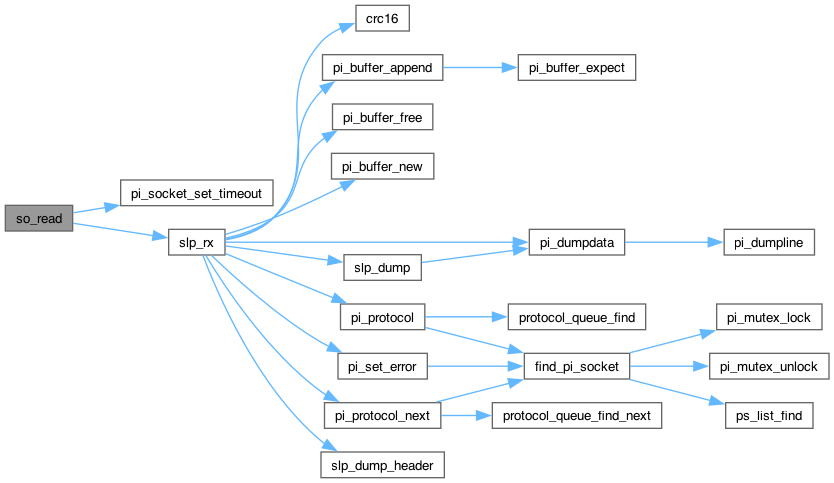 crc16
pi_buffer_append
pi_buffer_expect
pi_buffer_free
pi_buffer_new
pi_socket_set_timeout
so_read
slp_rx
pi_dumpdata
pi_dumpline
slp_dump
pi_protocol
protocol_queue_find
pi_mutex_lock
pi_set_error
find_pi_socket
pi_mutex_unlock
pi_protocol_next
protocol_queue_find_next
ps_list_find
slp_dump_header